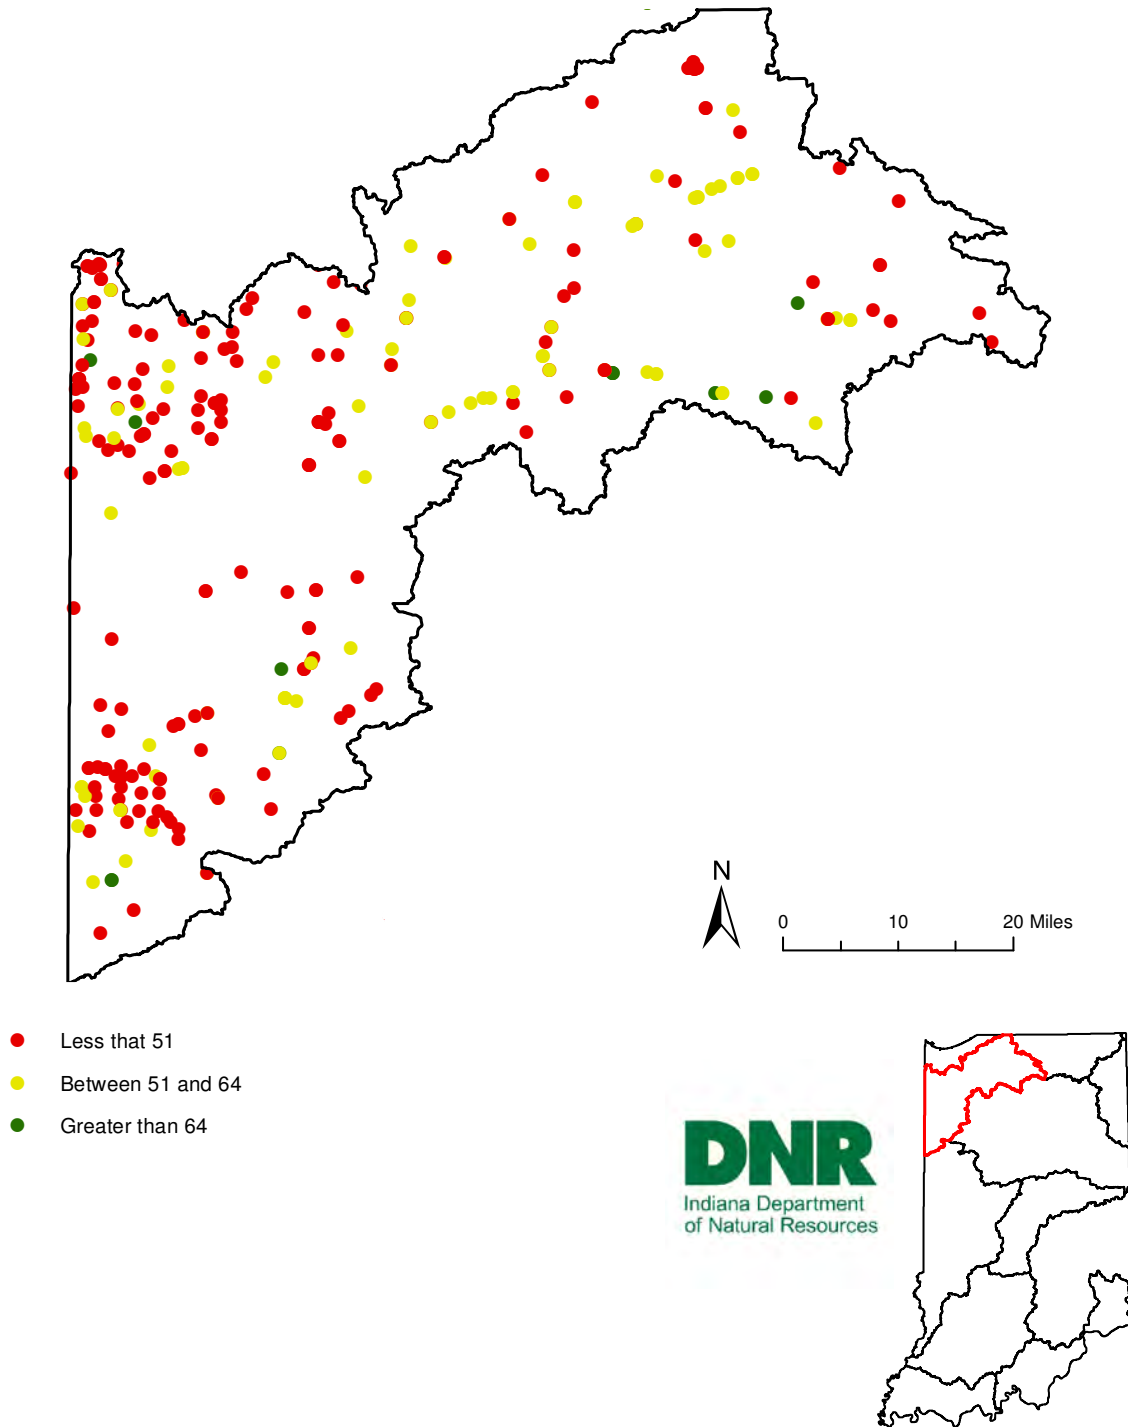 N
0 10 20 Miles
Less that 51
Between 51 and 64
Greater than 64
DNR
Indiana Department
of Natural Resources